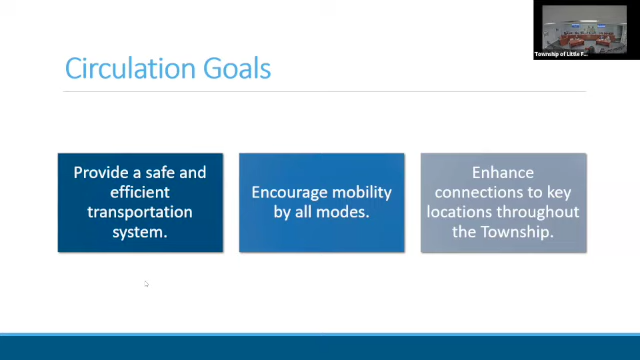 Circulation Goals
Provide a safe and
efficient
transportation
system.
Encourage mobility
by all modes.
Enhance
connections to key
locations throughout
the Township.
Township of Little F...